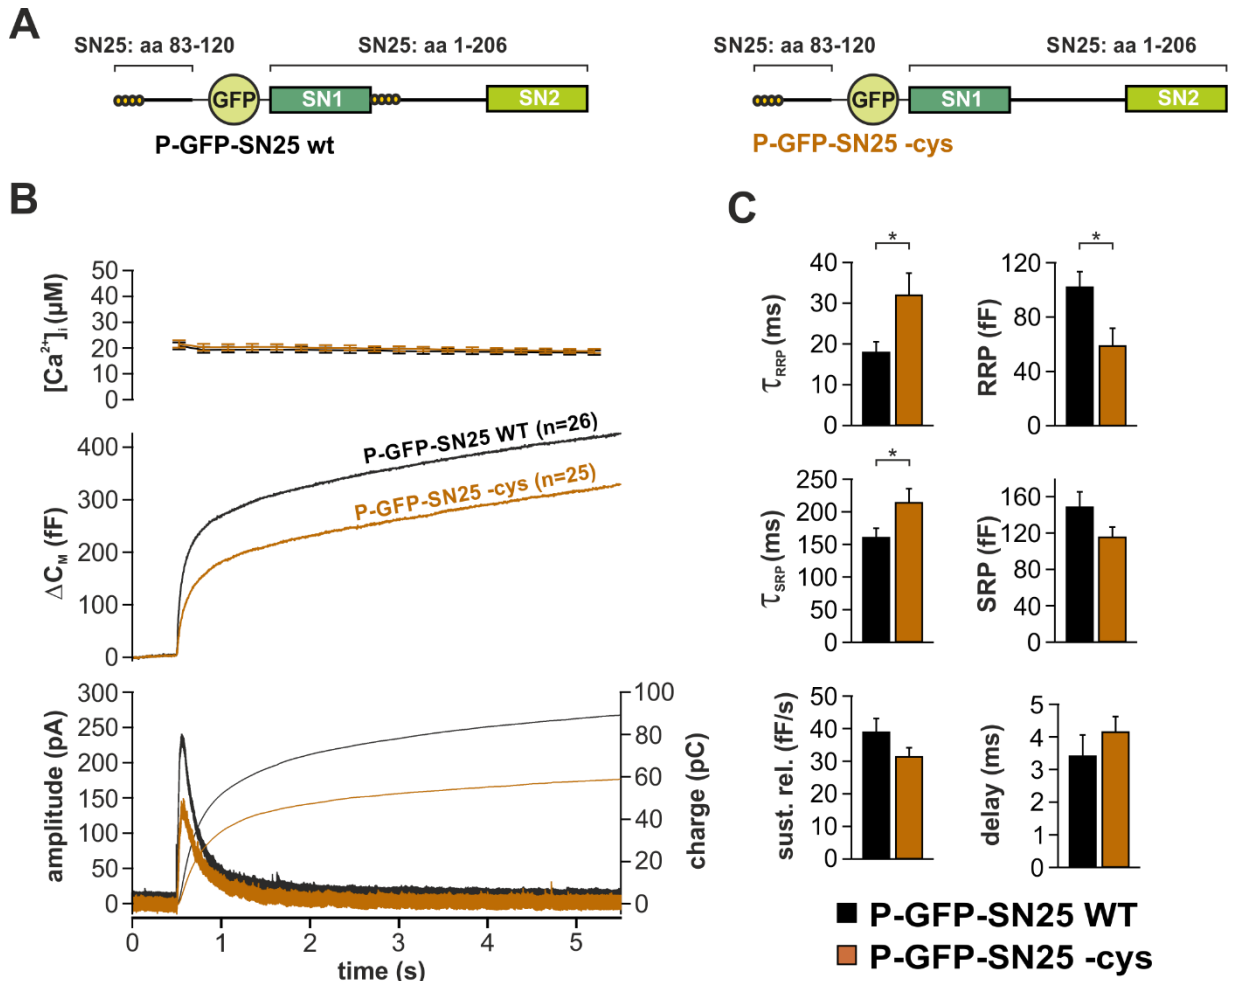 A
SN25: aa 83-120
SN25: aa 1-206
GFP
SN1
SN2
P-GFP-SN25 wt
SN25: aa 83-120
SN25: aa 1-206
GFP
SN1
SN2
P-GFP-SN25 -cys
B
[Ca²⁺]ᵢ (µM)
50
40
30
20
10
0
ΔC_M (fF)
400
300
200
100
0
P-GFP-SN25 WT (n=26)
P-GFP-SN25 -cys (n=25)
amplitude (pA)
300
250
200
150
100
50
0
100
80
60
40
20
0
charge (pC)
0 1 2 3 4 5
time (s)
C
τ_RRP (ms)
40
30
20
10
0
*
RRP (fF)
120
80
40
0
*
τ_SRP (ms)
250
200
150
100
50
0
*
SRP (fF)
160
120
80
40
0
sust. rel. (fF/s)
50
40
30
20
10
0
delay (ms)
5
4
3
2
1
0
P-GFP-SN25 WT
P-GFP-SN25 -cys